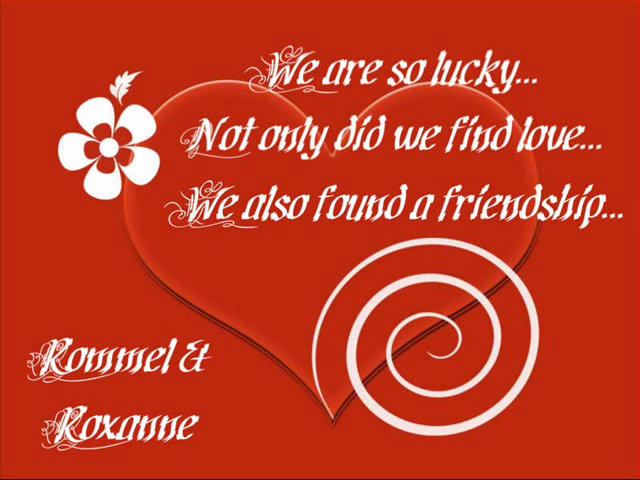 We are so lucky...
Not only did we find love...
We also found a friendship...
Rommel &
Roxanne